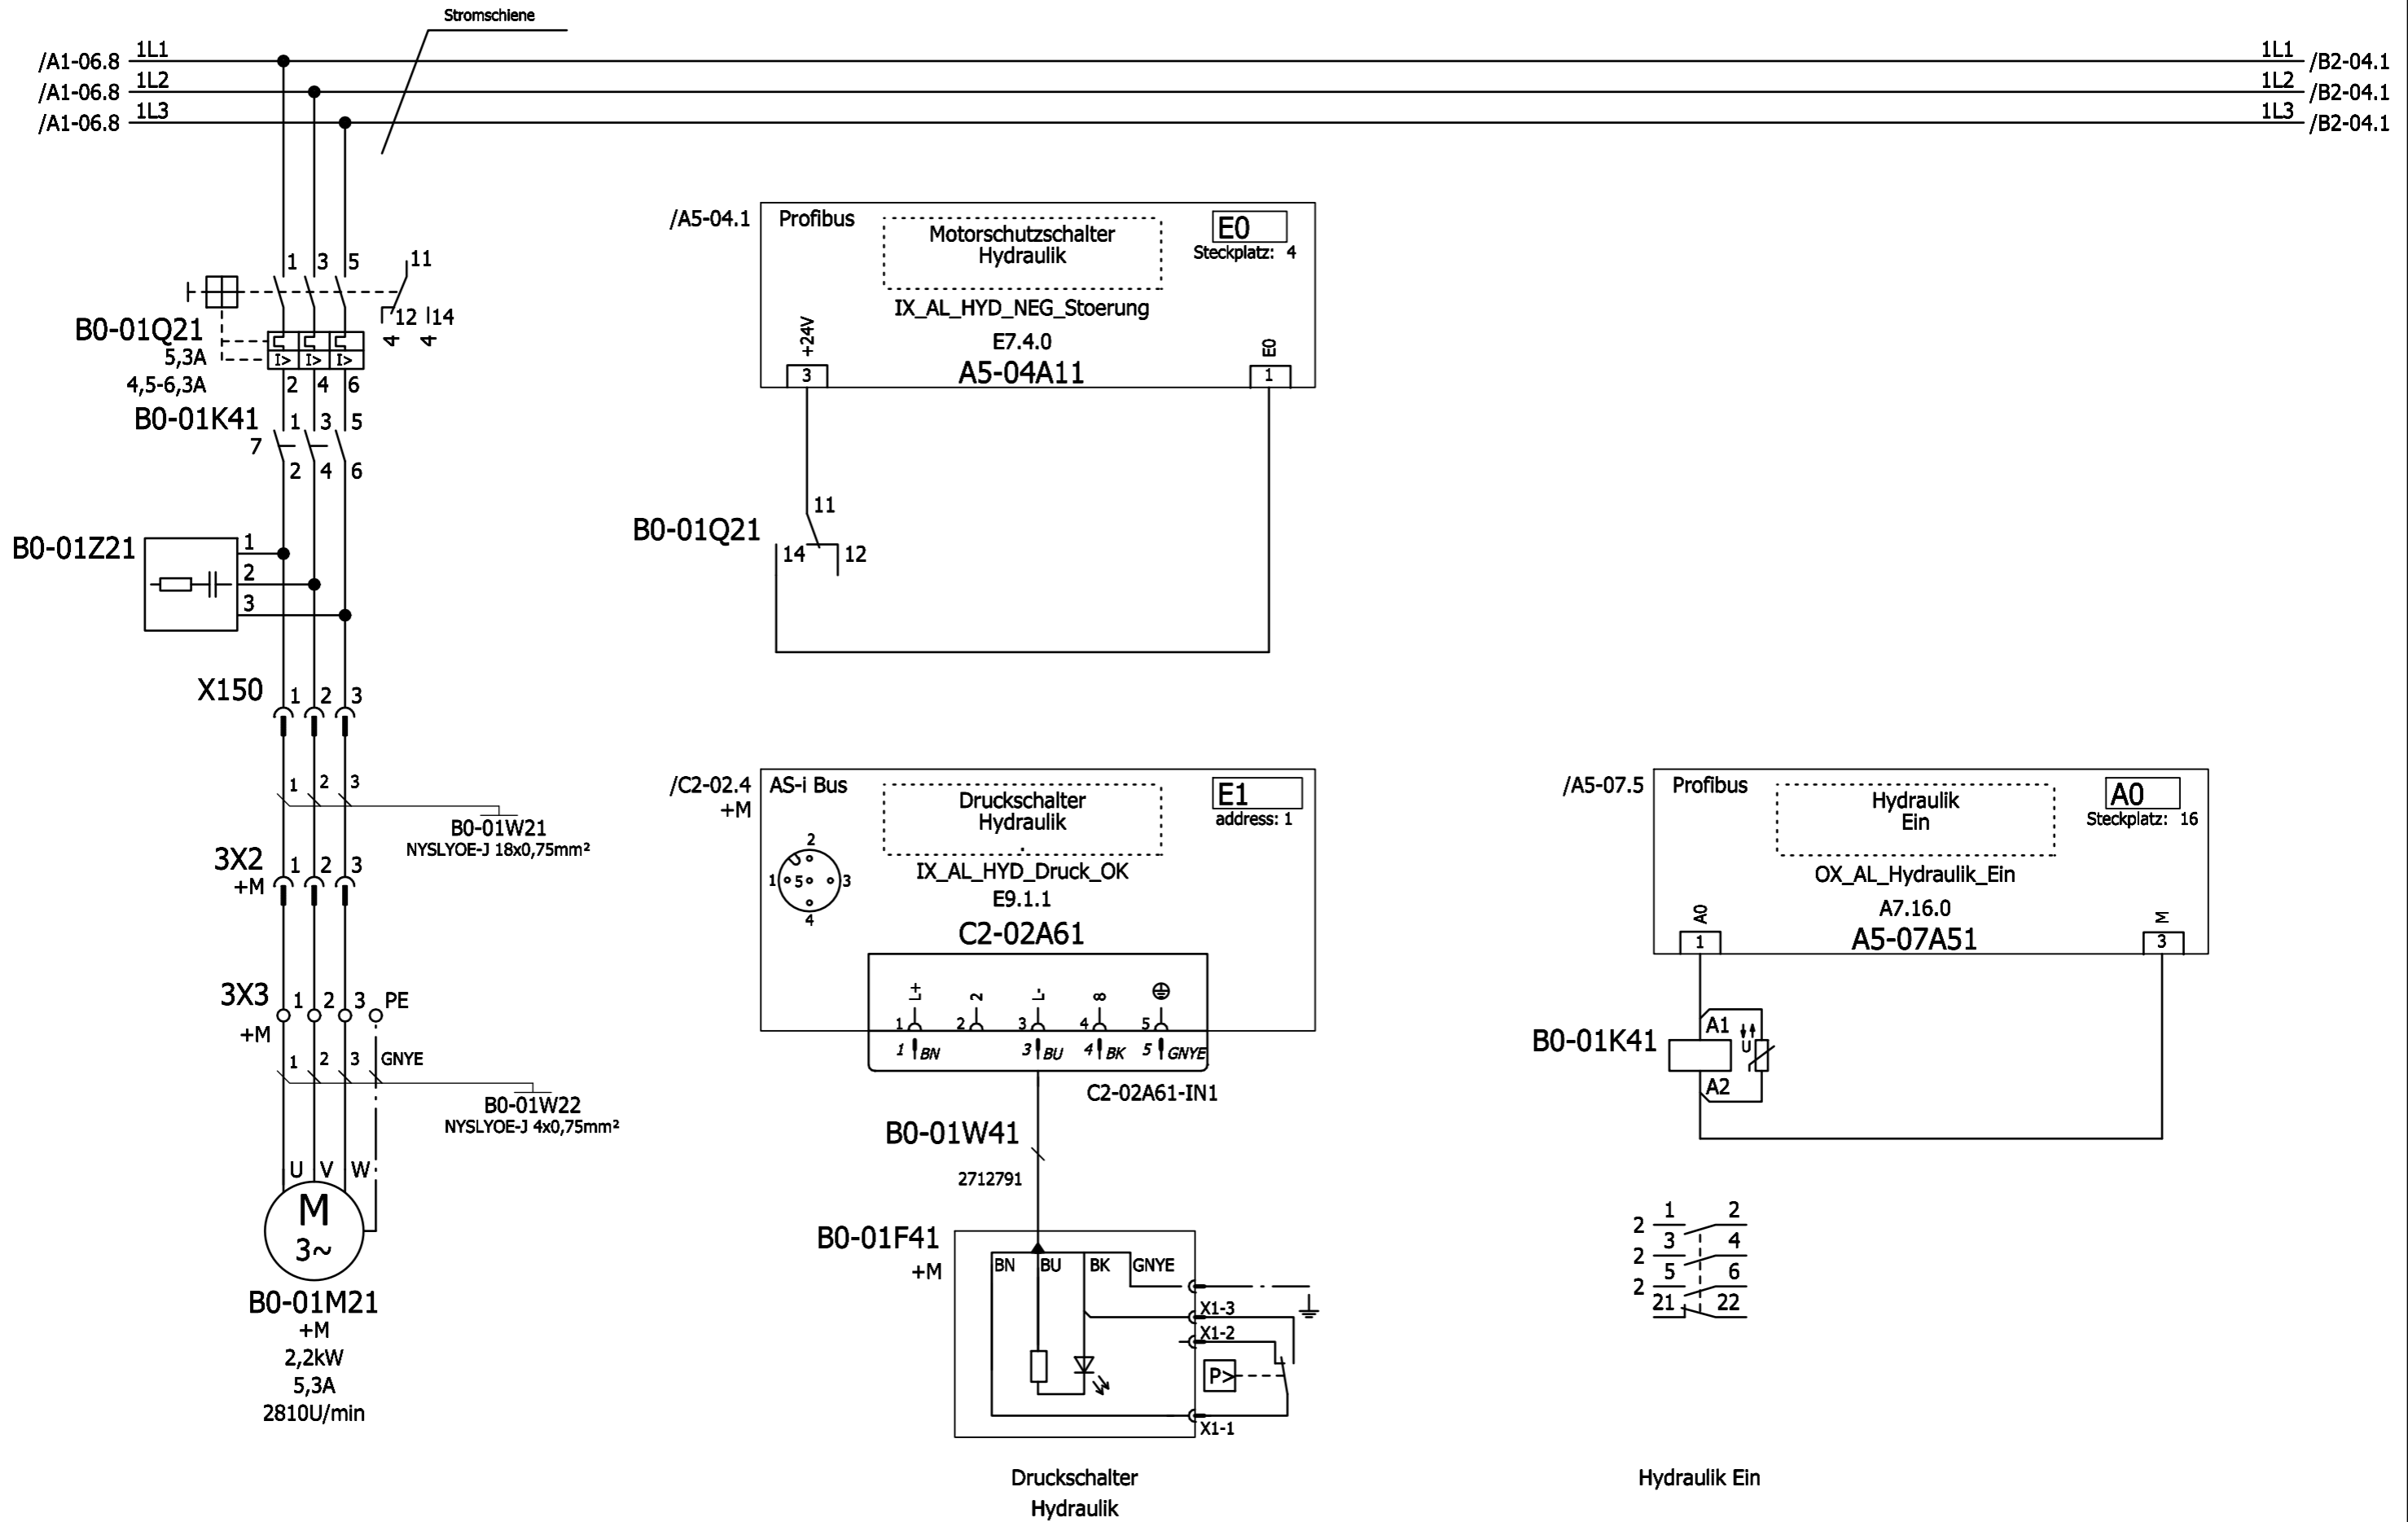 Stromschiene
/A1-06.8 1L1 1L1 /B2-04.1
/A1-06.8 1L2 1L2 /B2-04.1
/A1-06.8 1L3 1L3 /B2-04.1
1 3 5 11
12 14
4 4
B0-01Q21
5,3A
4,5-6,3A
I> I> I>
2 4 6
B0-01K41
7
1 3 5
2 4 6
B0-01Z21
1
2
3
X150 1 2 3
1 2 3
B0-01W21
NYSLYOE-J 18x0,75mm²
3X2 1 2 3
+M
3X3 1 2 3 PE
+M
1 2 3 GNYE
B0-01W22
NYSLYOE-J 4x0,75mm²
U V W
M
3~
B0-01M21
+M
2,2kW
5,3A
2810U/min
/A5-04.1 Profibus
Motorschutzschalter
Hydraulik
E0
Steckplatz: 4
IX_AL_HYD_NEG_Stoerung
E7.4.0
A5-04A11
+24V
3
E0
1
B0-01Q21
11
14 12
/C2-02.4
+M
AS-i Bus
Druckschalter
Hydraulik
.
E1
address: 1
2
1 5 3
4
IX_AL_HYD_Druck_OK
E9.1.1
C2-02A61
L+ 2 L- 8
1 2 3 4 5
1 BN 3 BU 4 BK 5 GNYE
C2-02A61-IN1
B0-01W41
2712791
B0-01F41
+M
BN BU BK GNYE
X1-3
X1-2
P>
X1-1
Druckschalter
Hydraulik
/A5-07.5 Profibus
Hydraulik
Ein
A0
Steckplatz: 16
OX_AL_Hydraulik_Ein
A7.16.0
A5-07A51
A0
1
M
3
B0-01K41
A1
U
A2
2 1 2
2 3 4
2 5 6
21 22
Hydraulik Ein